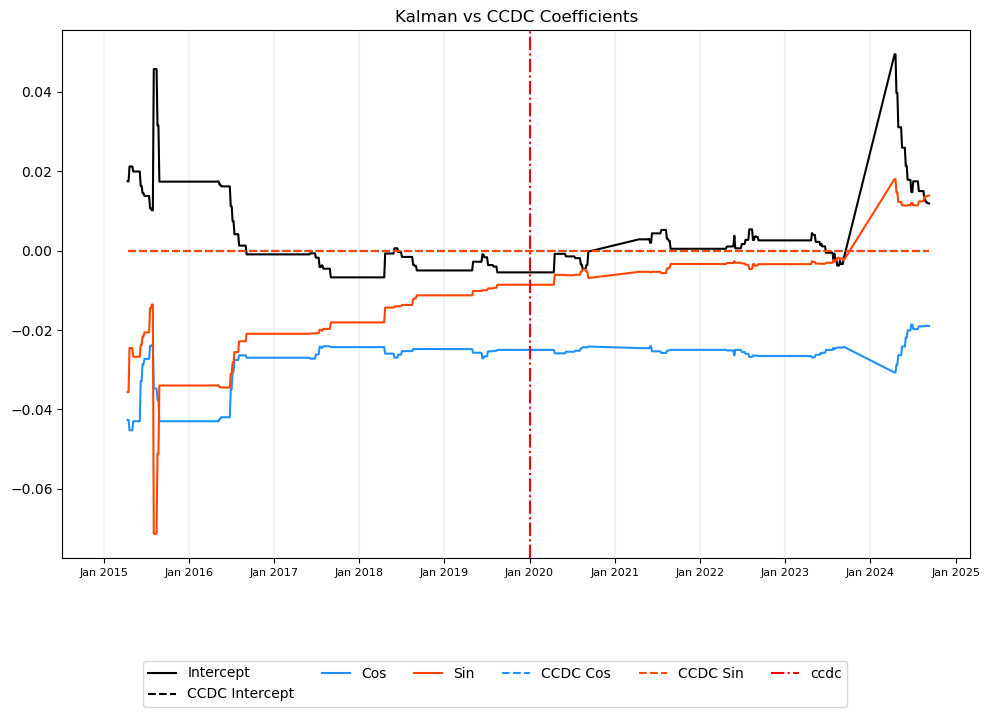 Kalman vs CCDC Coefficients
0.04
0.02
0.00
−0.02
−0.04
−0.06
Jan 2015 Jan 2016 Jan 2017 Jan 2018 Jan 2019 Jan 2020 Jan 2021 Jan 2022 Jan 2023 Jan 2024 Jan 2025
Intercept Cos Sin CCDC Cos CCDC Sin ccdc
CCDC Intercept